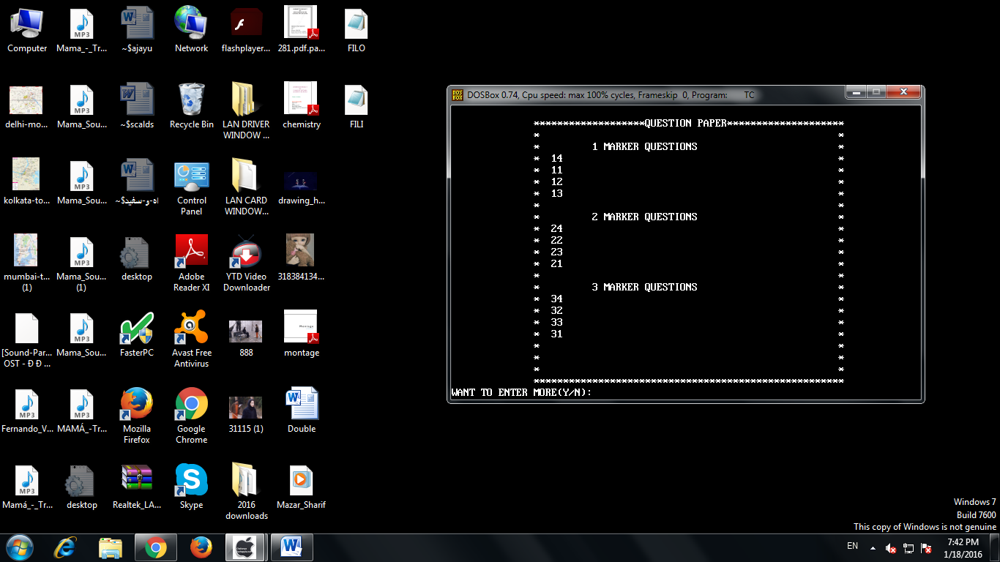 Computer
Mama_-_Tr...
~$ajayu
Network
flashplayer...
281.pdf.pa...
FILO
delhi-mo...
Mama_Sou...
~$scalds
Recycle Bin
LAN DRIVER
WINDOW ...
chemistry
FILI
kolkata-to...
Mama_Sou...
~$اه-و-سفید
Control
Panel
LAN CARD
WINDOW...
drawing_h...
mumbai-t...
(1)
Mama_Sou...
(1)
desktop
Adobe
Reader XI
YTD Video
Downloader
318384134...
[Sound-Par...
OST - Ð Ð ...
Mama_Sou...
FasterPC
Avast Free
Antivirus
888
montage
Fernando_V...
MAMÁ_-Tr...
Mozilla
Firefox
Google
Chrome
31115 (1)
Double
Mamá_-_Tr...
desktop
Realtek_LA...
Skype
2016
downloads
Mazar_Sharif
DOSBox 0.74, Cpu speed: max 100% cycles, Frameskip 0, Program: TC
*******************QUESTION PAPER********************
* *
* 1 MARKER QUESTIONS *
* 14 *
* 11 *
* 12 *
* 13 *
* *
* 2 MARKER QUESTIONS *
* 24 *
* 22 *
* 23 *
* 21 *
* *
* 3 MARKER QUESTIONS *
* 34 *
* 32 *
* 33 *
* 31 *
* *
* *
* *
*****************************************************
WANT TO ENTER MORE(Y/N):
Windows 7
Build 7600
This copy of Windows is not genuine
EN
7:42 PM
1/18/2016